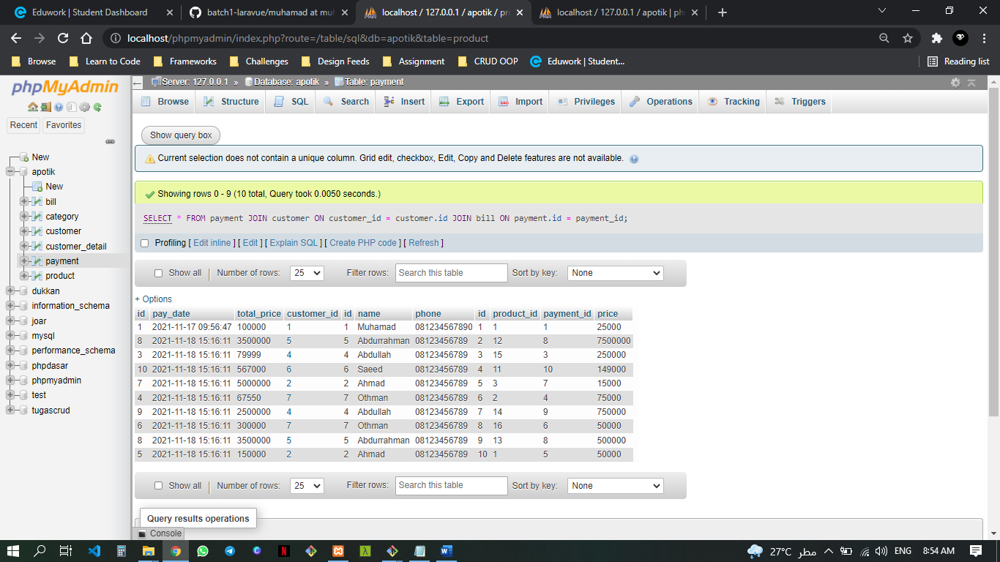 Eduwork | Student Dashboard
batch1-laravue/muhamad at mul
localhost / 127.0.0.1 / apotik / pro
localhost / 127.0.0.1 / apotik | ph
localhost/phpmyadmin/index.php?route=/table/sql&db=apotik&table=product
Browse Learn to Code Frameworks Challenges Design Feeds Assignment CRUD OOP Eduwork | Student... Reading list
phpMyAdmin
Recent Favorites
New
apotik
New
bill
category
customer
customer_detail
payment
product
dukkan
information_schema
joar
mysql
performance_schema
phpdasar
phpmyadmin
test
tugascrud
Server: 127.0.0.1 » Database: apotik » Table: payment
Browse Structure SQL Search Insert Export Import Privileges Operations Tracking Triggers
Show query box
Current selection does not contain a unique column. Grid edit, checkbox, Edit, Copy and Delete features are not available.
Showing rows 0 - 9 (10 total, Query took 0.0050 seconds.)
SELECT * FROM payment JOIN customer ON customer_id = customer.id JOIN bill ON payment.id = payment_id;
Profiling [ Edit inline ] [ Edit ] [ Explain SQL ] [ Create PHP code ] [ Refresh ]
Show all | Number of rows: 25 Filter rows: Search this table Sort by key: None
+ Options
id pay_date total_price customer_id id name phone id product_id payment_id price
1 2021-11-17 09:56:47 100000 1 1 Muhamad 081234567890 1 1 1 25000
8 2021-11-18 15:16:11 3500000 5 5 Abdurrahman 08123456789 2 12 8 7500000
3 2021-11-18 15:16:11 79999 4 4 Abdullah 08123456789 3 15 3 250000
10 2021-11-18 15:16:11 567000 6 6 Saeed 08123456789 4 11 10 149000
7 2021-11-18 15:16:11 5000000 2 2 Ahmad 08123456789 5 3 7 15000
4 2021-11-18 15:16:11 67550 7 7 Othman 08123456789 6 2 4 75000
9 2021-11-18 15:16:11 2500000 4 4 Abdullah 08123456789 7 14 9 750000
6 2021-11-18 15:16:11 300000 7 7 Othman 08123456789 8 16 6 50000
8 2021-11-18 15:16:11 3500000 5 5 Abdurrahman 08123456789 9 13 8 500000
5 2021-11-18 15:16:11 150000 2 2 Ahmad 08123456789 10 1 5 50000
Show all | Number of rows: 25 Filter rows: Search this table Sort by key: None
Query results operations
Console
27°C مطر ENG 8:54 AM